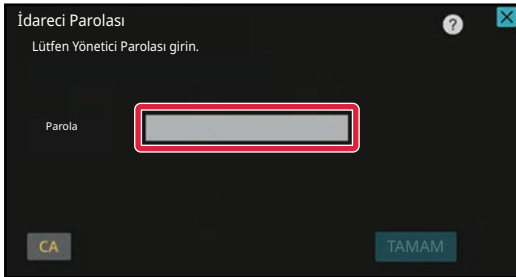 İdareci Parolası
?
Lütfen Yönetici Parolası girin.
Parola
CA
TAMAM